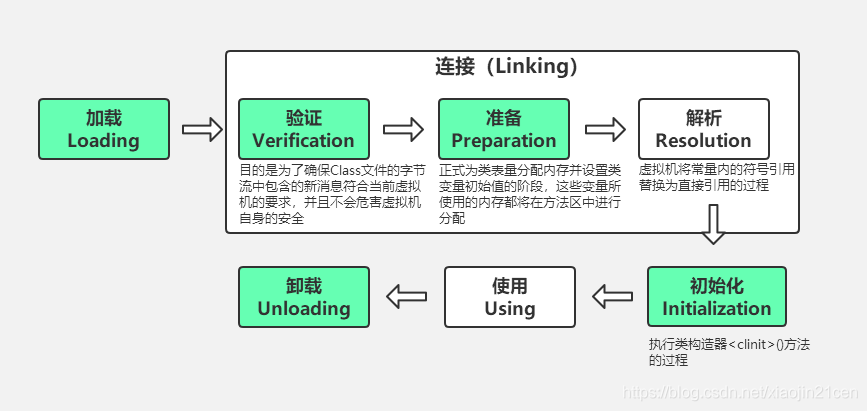 连接（Linking）
加载
Loading
验证
Verification
目的是为了确保Class文件的字节
流中包含的新消息符合当前虚拟
机的要求，并且不会危害虚拟机
自身的安全
准备
Preparation
正式为类表量分配内存并设置类
变量初始值的阶段，这些变量所
使用的内存都将在方法区中进行
分配
解析
Resolution
虚拟机将常量内的符号引用
替换为直接引用的过程
卸载
Unloading
使用
Using
初始化
Initialization
执行类构造器<clinit>()方法
的过程
https://blog.csdn.net/xiaojin21cen